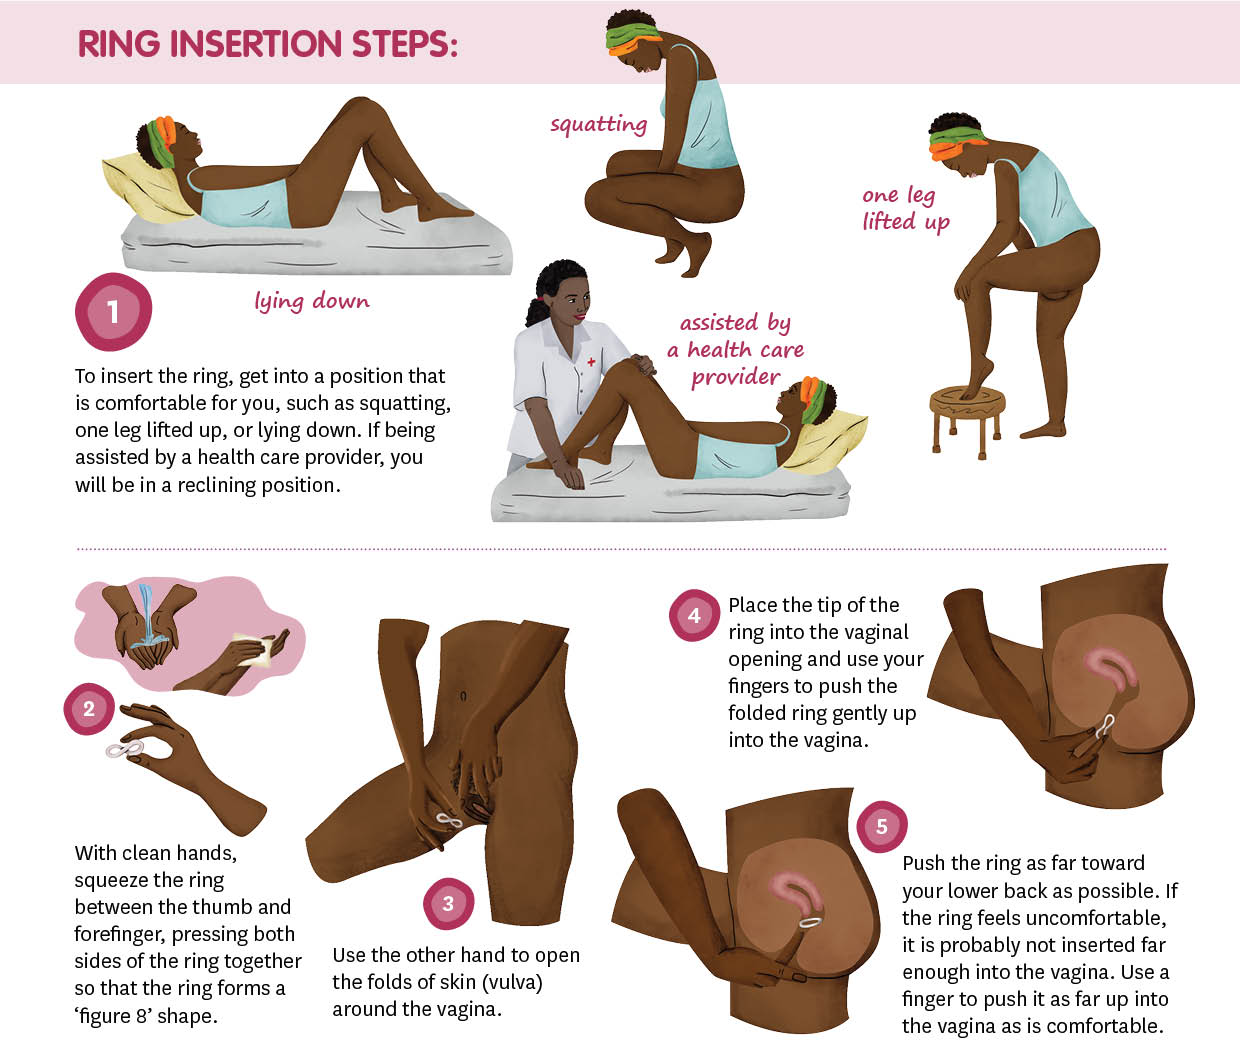 RING INSERTION STEPS:
lying down
squatting
one leg
lifted up
assisted by
a health care
provider
1
To insert the ring, get into a position that
is comfortable for you, such as squatting,
one leg lifted up, or lying down. If being
assisted by a health care provider, you
will be in a reclining position.
2
With clean hands,
squeeze the ring
between the thumb and
forefinger, pressing both
sides of the ring together
so that the ring forms a
‘figure 8’ shape.
3
Use the other hand to open
the folds of skin (vulva)
around the vagina.
4
Place the tip of the
ring into the vaginal
opening and use your
fingers to push the
folded ring gently up
into the vagina.
5
Push the ring as far toward
your lower back as possible. If
the ring feels uncomfortable,
it is probably not inserted far
enough into the vagina. Use a
finger to push it as far up into
the vagina as is comfortable.